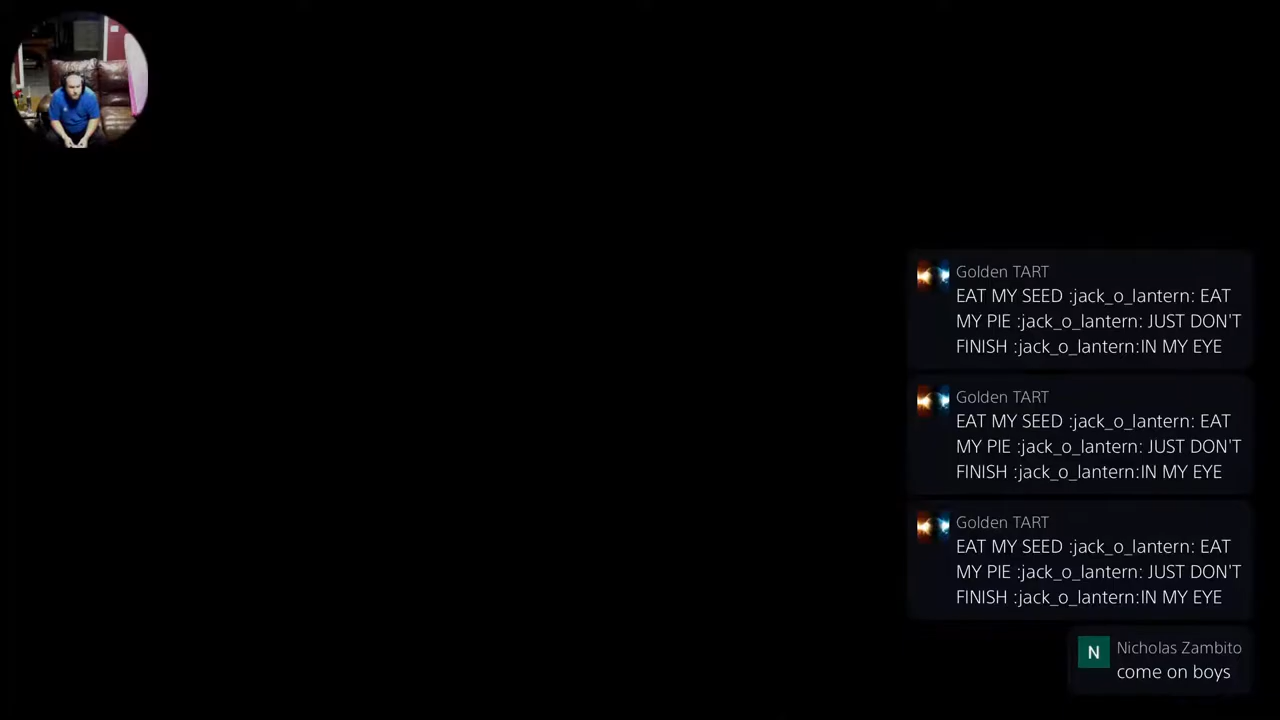 Golden TART
EAT MY SEED :jack_o_lantern: EAT
MY PIE :jack_o_lantern: JUST DON'T
FINISH :jack_o_lantern:IN MY EYE
Golden TART
EAT MY SEED :jack_o_lantern: EAT
MY PIE :jack_o_lantern: JUST DON'T
FINISH :jack_o_lantern:IN MY EYE
Golden TART
EAT MY SEED :jack_o_lantern: EAT
MY PIE :jack_o_lantern: JUST DON'T
FINISH :jack_o_lantern:IN MY EYE
N
Nicholas Zambito
come on boys